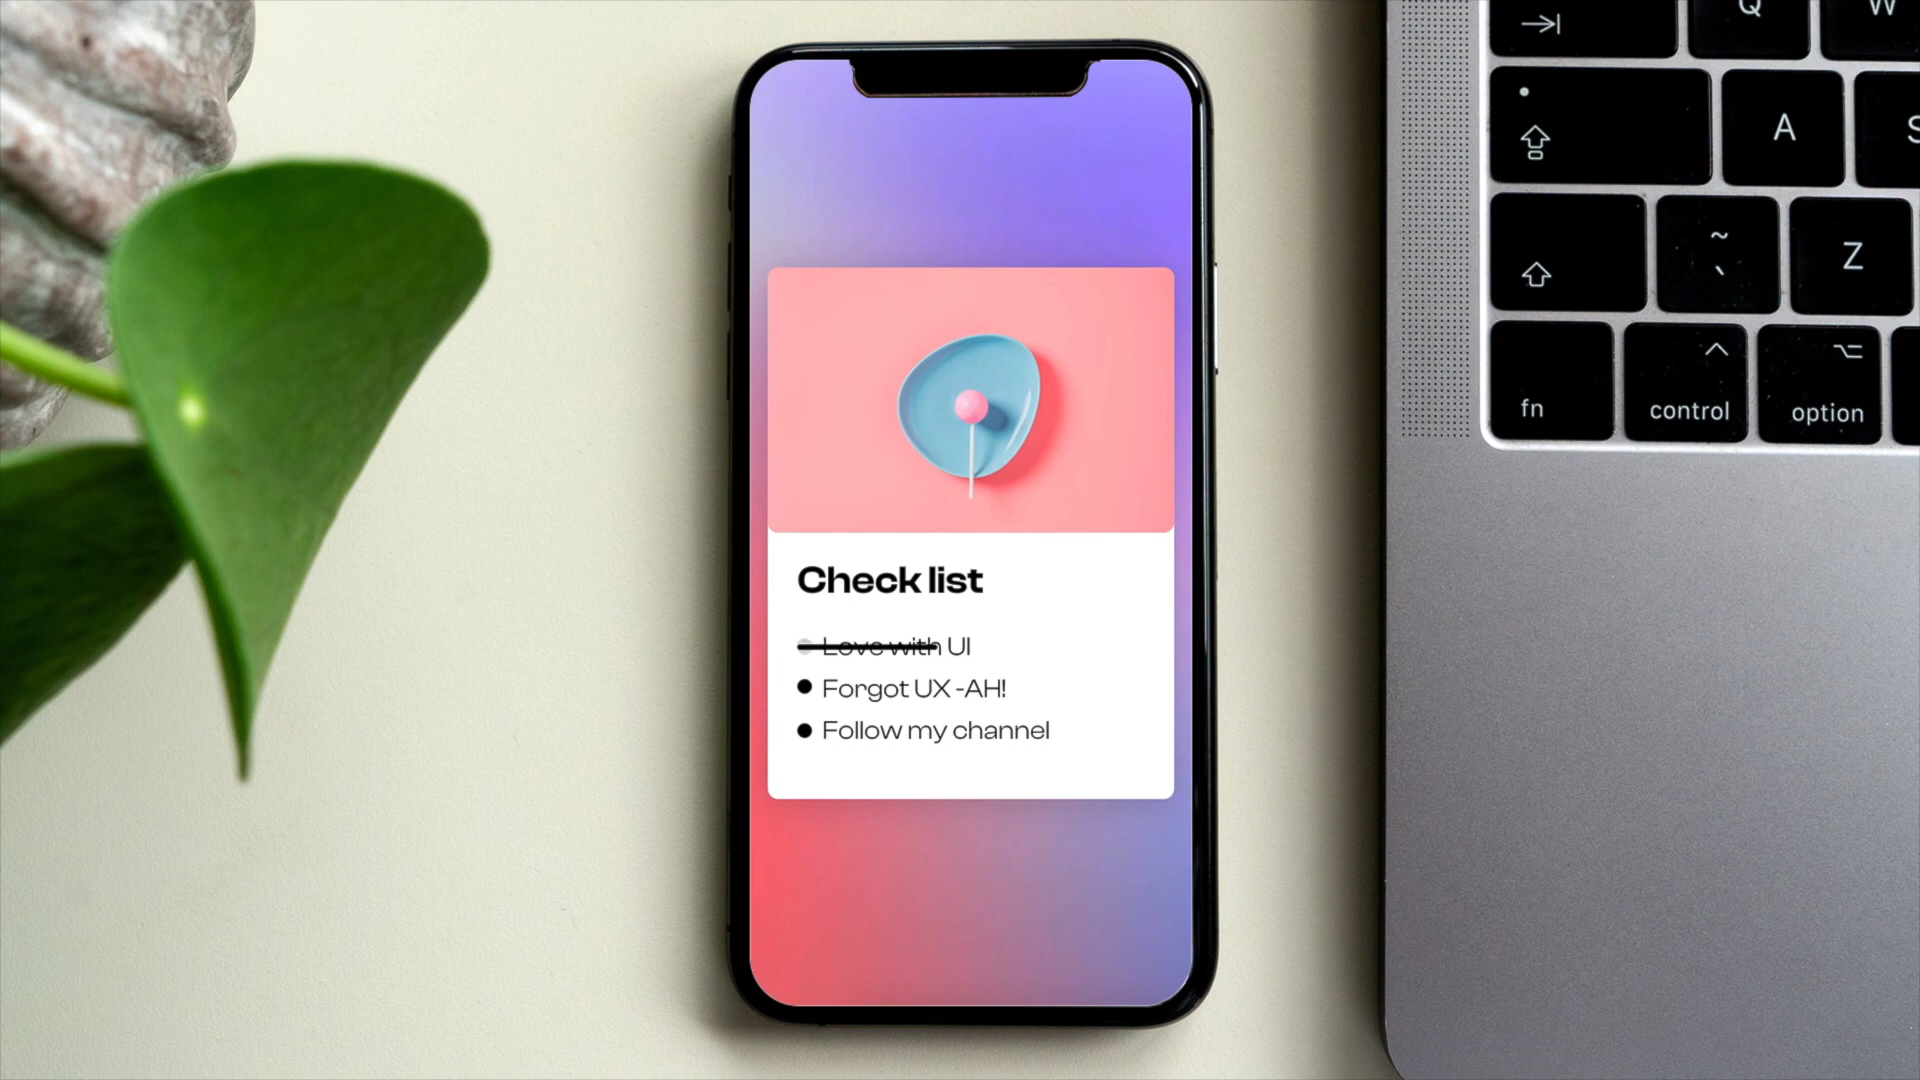 Q
W
A
S
~
`
Z
fn
control
option
Check list
Love with UI
Forgot UX -AH!
Follow my channel